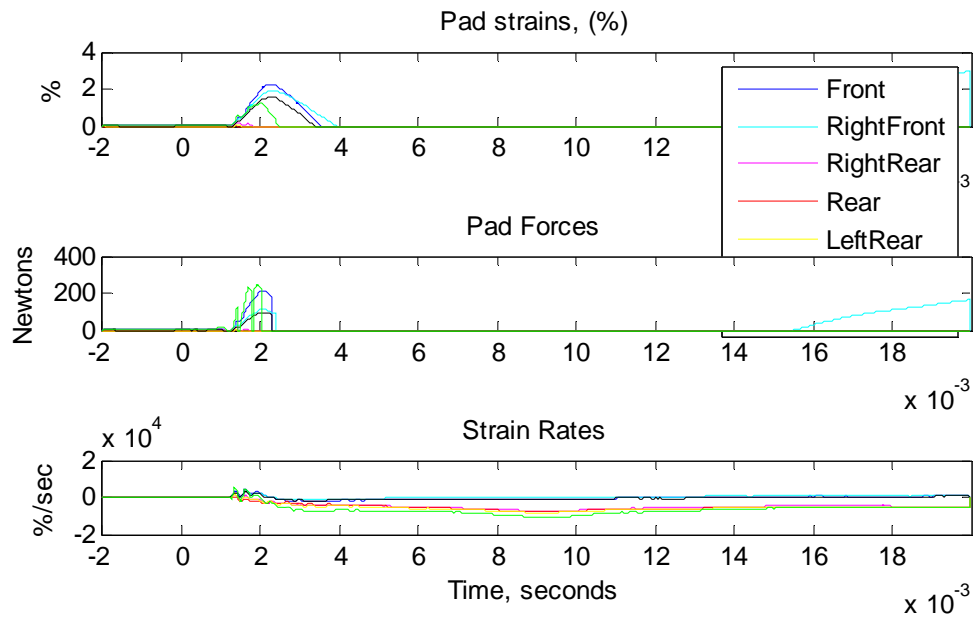 Pad strains, (%)
%
4
2
0
-2 0 2 4 6 8 10 12
3
Front
RightFront
RightRear
Rear
LeftRear
Pad Forces
Newtons
400
200
0
-2 0 2 4 6 8 10 12 14 16 18
x 10-3
x 10^4
Strain Rates
%/sec
2
0
-2
-2 0 2 4 6 8 10 12 14 16 18
Time, seconds
x 10-3